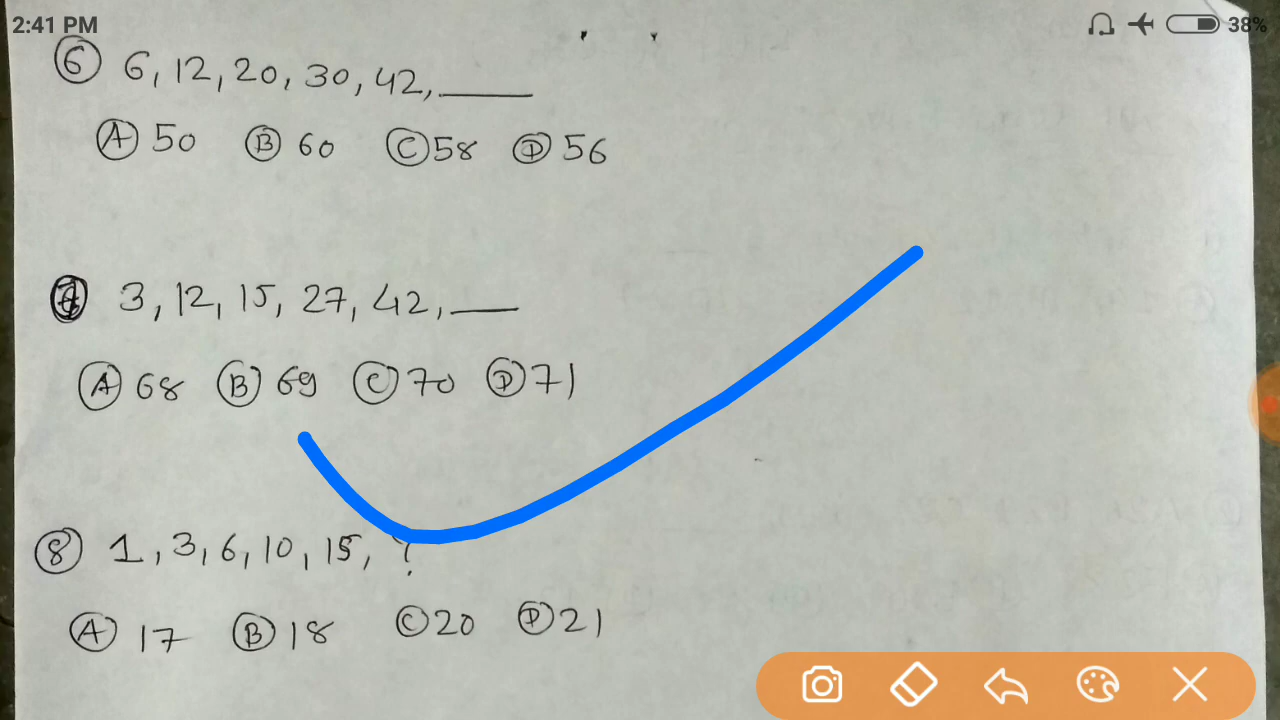 2:41 PM 38%
6 6, 12, 20, 30, 42, ____
A 50 B 60 C 58 D 56
7 3, 12, 15, 27, 42, ____
A 68 B 69 C 70 D 71
8 1, 3, 6, 10, 15, ?
A 17 B 18 C 20 D 21